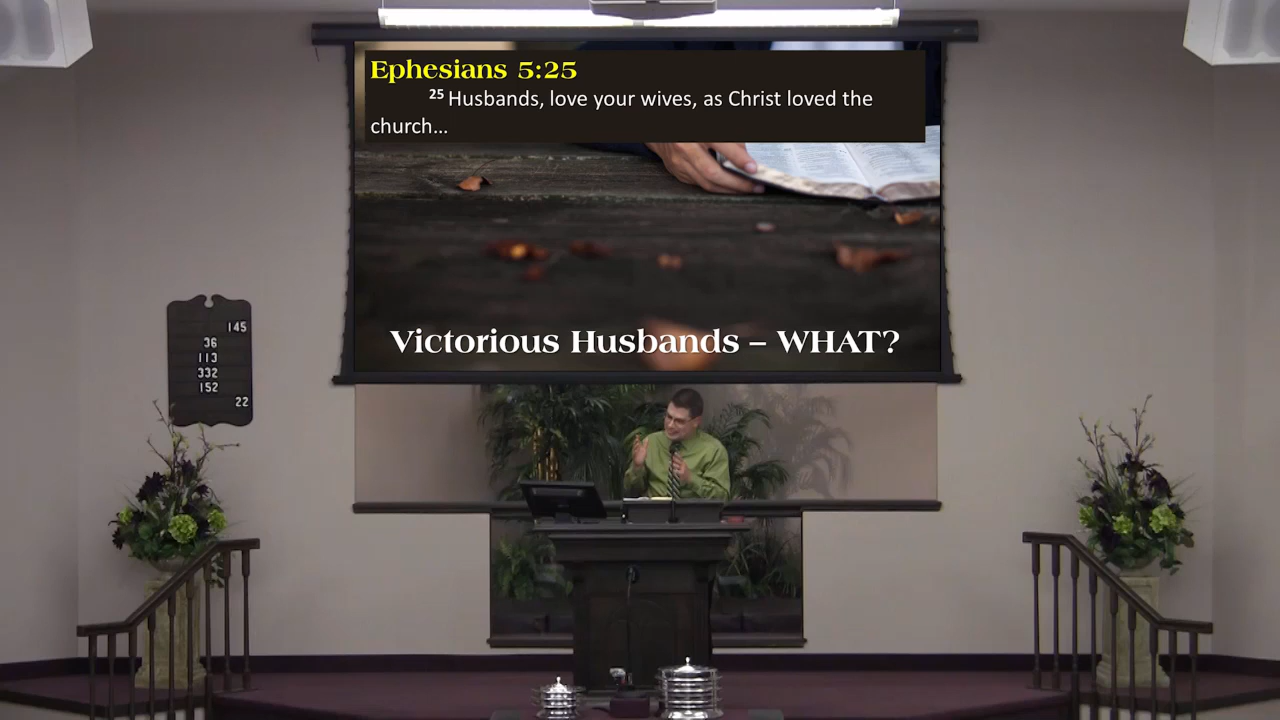 Ephesians 5:25
25 Husbands, love your wives, as Christ loved the
church...
Victorious Husbands – WHAT?
145
36
113
332
152
22